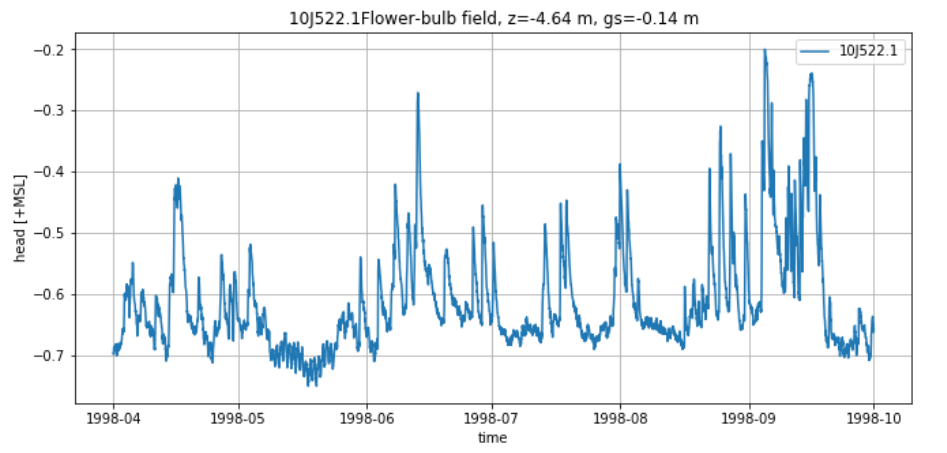 10J522.1Flower-bulb field, z=-4.64 m, gs=-0.14 m
10J522.1
head [+MSL]
−0.2
−0.3
−0.4
−0.5
−0.6
−0.7
1998-04 1998-05 1998-06 1998-07 1998-08 1998-09 1998-10
time